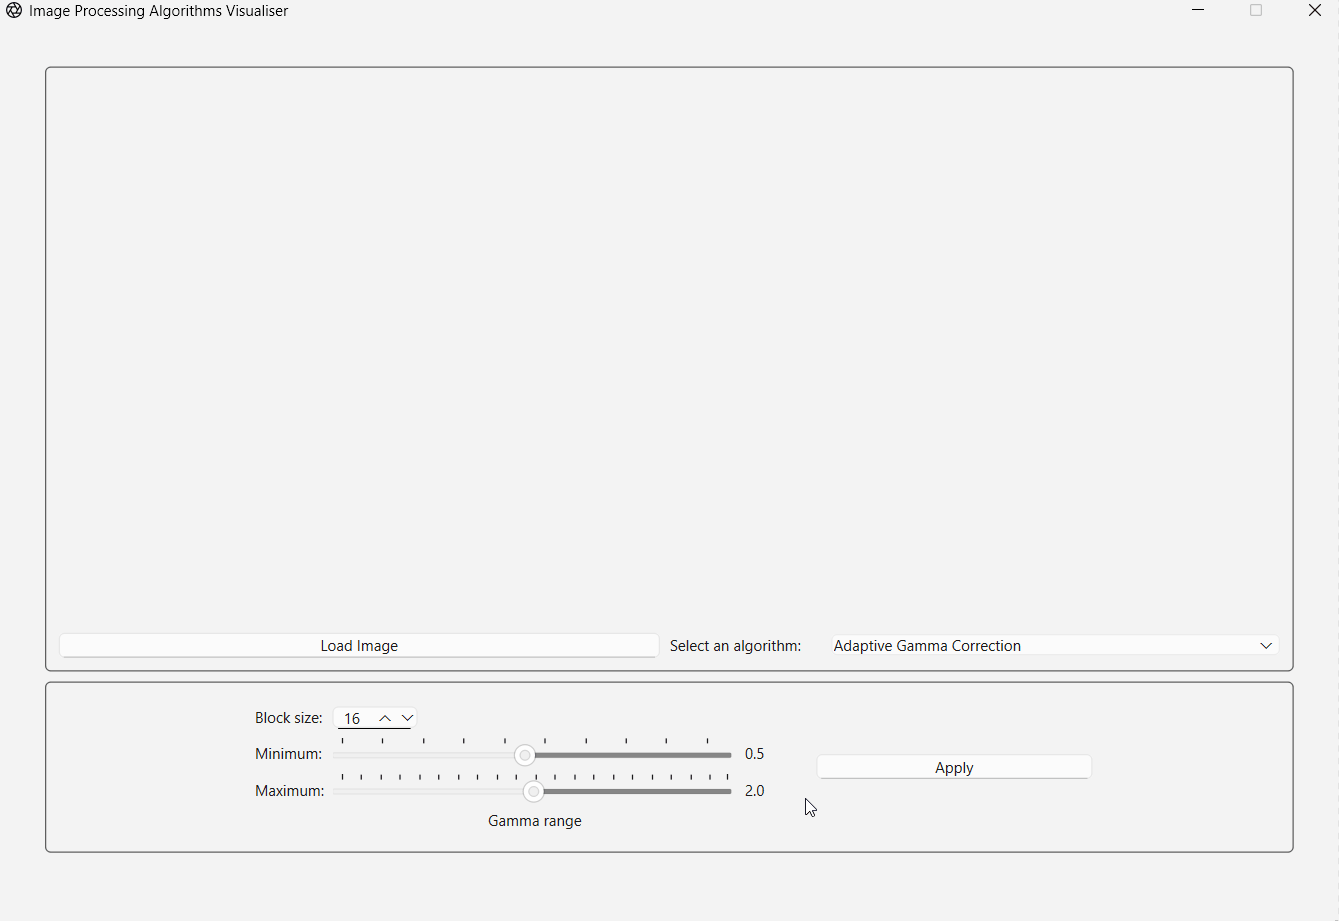 Image Processing Algorithms Visualiser
Load Image
Select an algorithm:
Adaptive Gamma Correction
Block size:
16
Minimum:
0.5
Maximum:
2.0
Gamma range
Apply